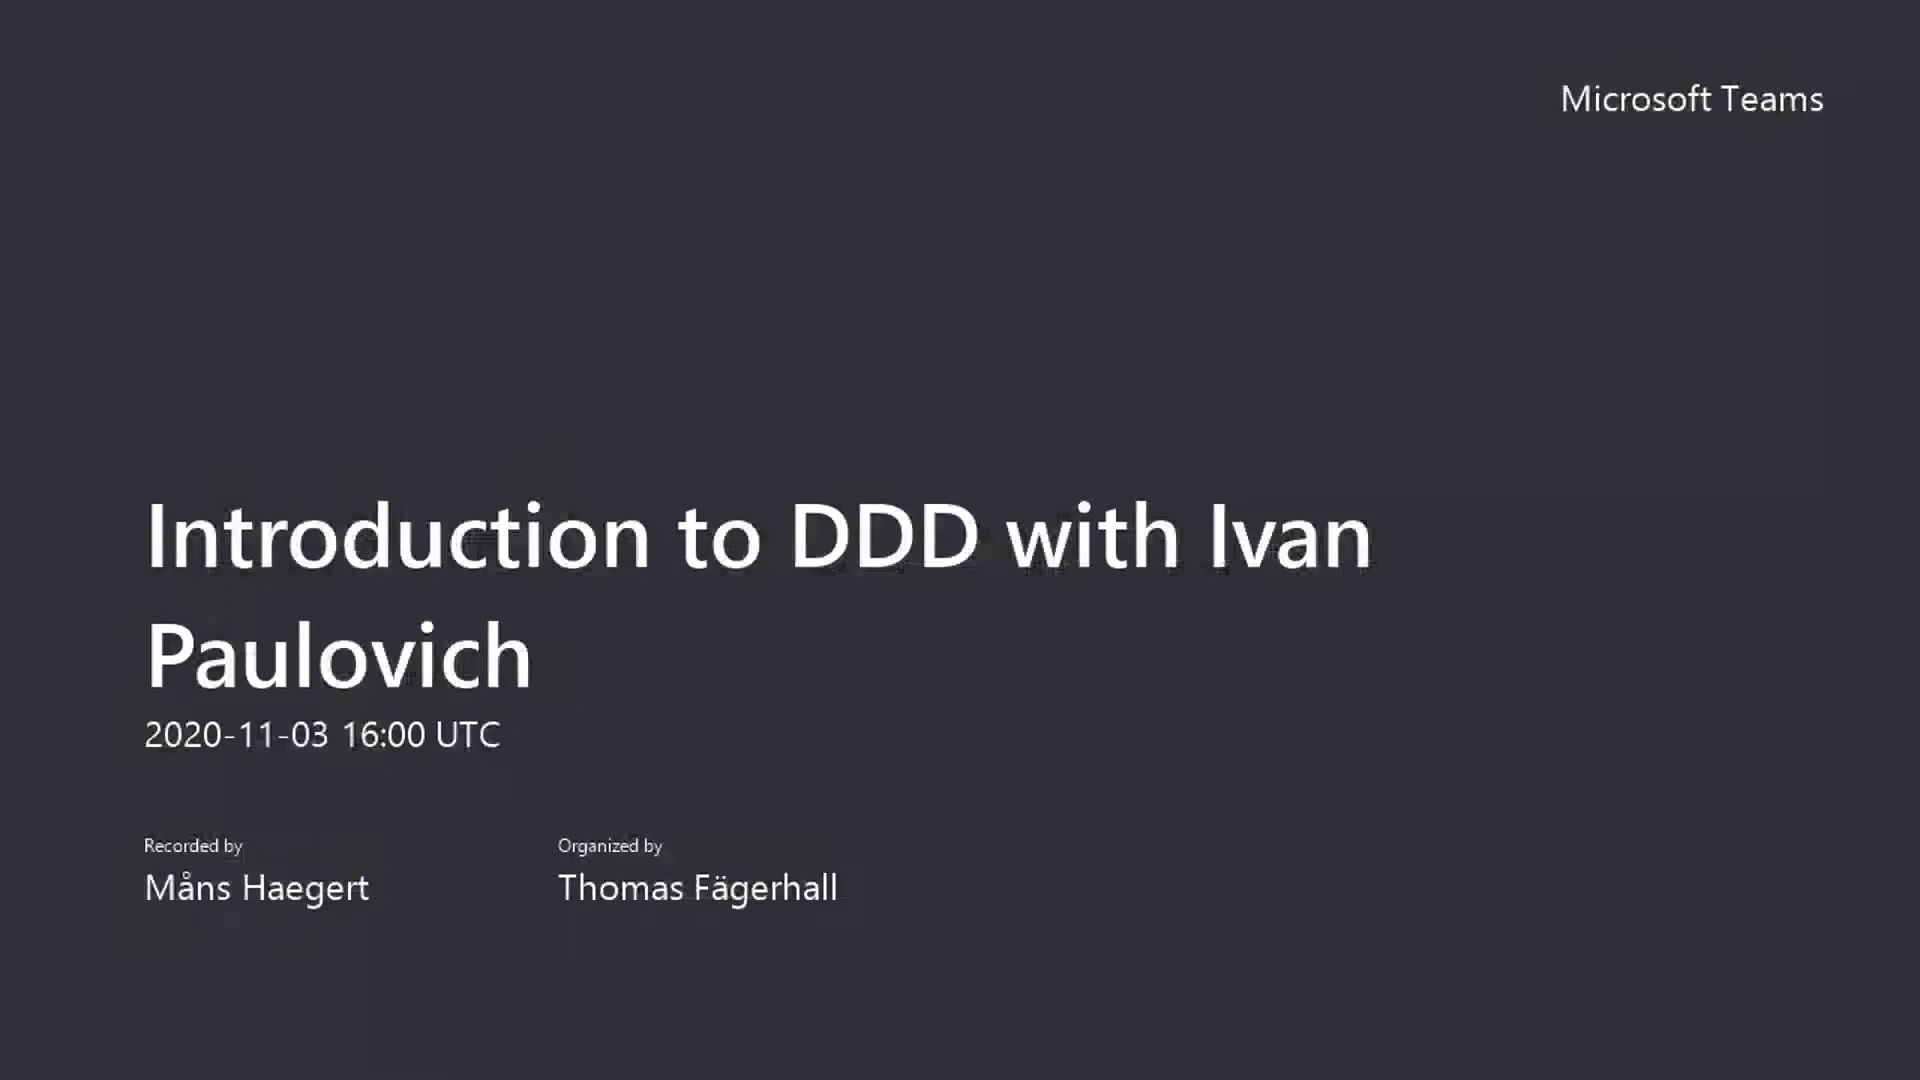 Microsoft Teams
Introduction to DDD with Ivan
Paulovich
2020-11-03 16:00 UTC
Recorded by
Måns Haegert
Organized by
Thomas Fägerhall